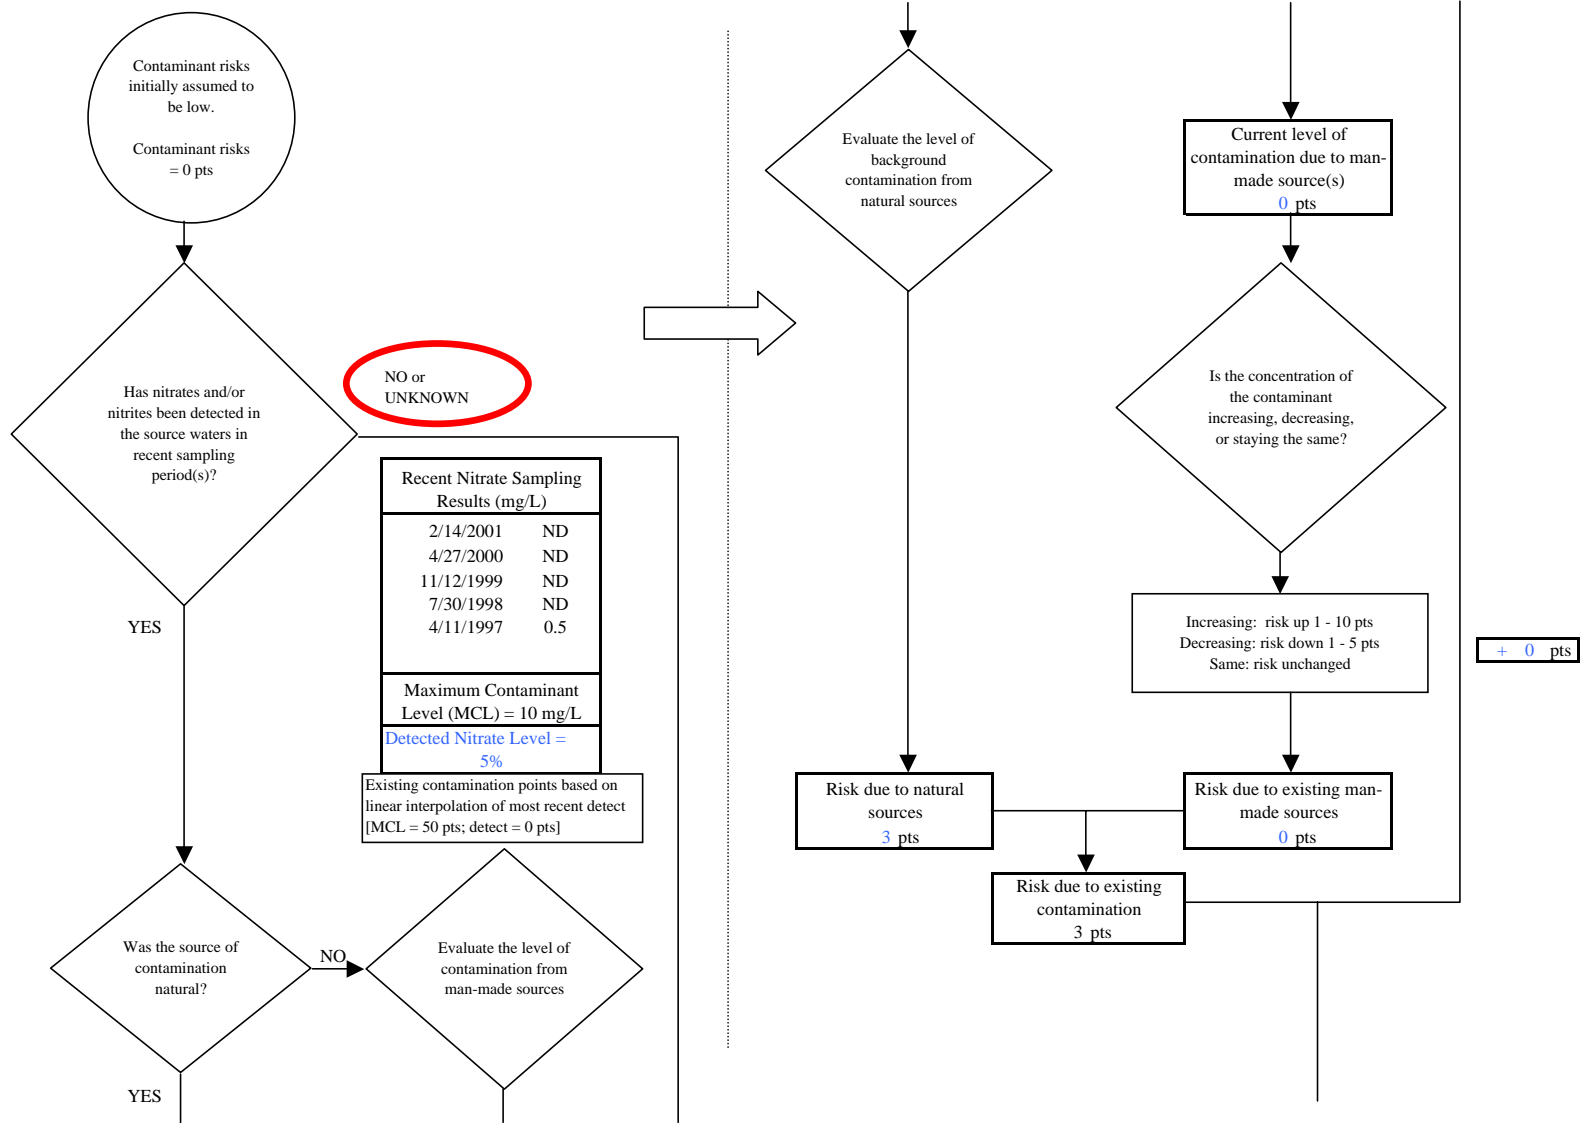 Contaminant risks
initially assumed to
be low.
Contaminant risks
= 0 pts
Has nitrates and/or
nitrites been detected in
the source waters in
recent sampling
period(s)?
NO or
UNKNOWN
YES
Recent Nitrate Sampling
Results (mg/L)
2/14/2001 ND
4/27/2000 ND
11/12/1999 ND
7/30/1998 ND
4/11/1997 0.5
Maximum Contaminant
Level (MCL) = 10 mg/L
Detected Nitrate Level =
5%
Existing contamination points based on
linear interpolation of most recent detect
[MCL = 50 pts; detect = 0 pts]
Was the source of
contamination
natural?
NO
YES
Evaluate the level of
contamination from
man-made sources
Evaluate the level of
background
contamination from
natural sources
Current level of
contamination due to man-
made source(s)
0 pts
Is the concentration of
the contaminant
increasing, decreasing,
or staying the same?
Increasing: risk up 1 - 10 pts
Decreasing: risk down 1 - 5 pts
Same: risk unchanged
+ 0 pts
Risk due to natural
sources
3 pts
Risk due to existing man-
made sources
0 pts
Risk due to existing
contamination
3 pts